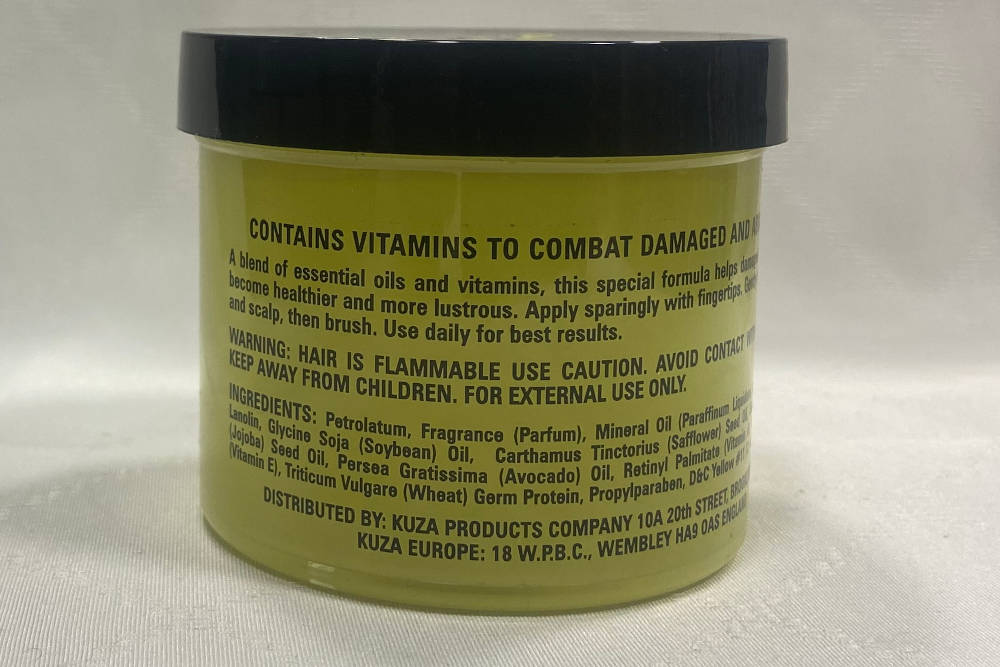 CONTAINS VITAMINS TO COMBAT DAMAGED AND
A blend of essential oils and vitamins, this special formula helps
become healthier and more lustrous. Apply sparingly with fingertips.
and scalp, then brush. Use daily for best results.
WARNING: HAIR IS FLAMMABLE USE CAUTION. AVOID CONTACT
KEEP AWAY FROM CHILDREN. FOR EXTERNAL USE ONLY.
INGREDIENTS: Petrolatum, Fragrance (Parfum), Mineral Oil (Paraffinum
Lanolin, Glycine Soja (Soybean) Oil, Carthamus Tinctorius (Safflower) Seed Oil,
(Jojoba) Seed Oil, Persea Gratissima (Avocado) Oil, Retinyl Palmitate (Vitamin
(Vitamin E), Triticum Vulgare (Wheat) Germ Protein, Propylparaben, D&C Yellow #11
DISTRIBUTED BY: KUZA PRODUCTS COMPANY 10A 20th STREET,
KUZA EUROPE: 18 W.P.B.C., WEMBLEY HA9 OAS ENGLAND